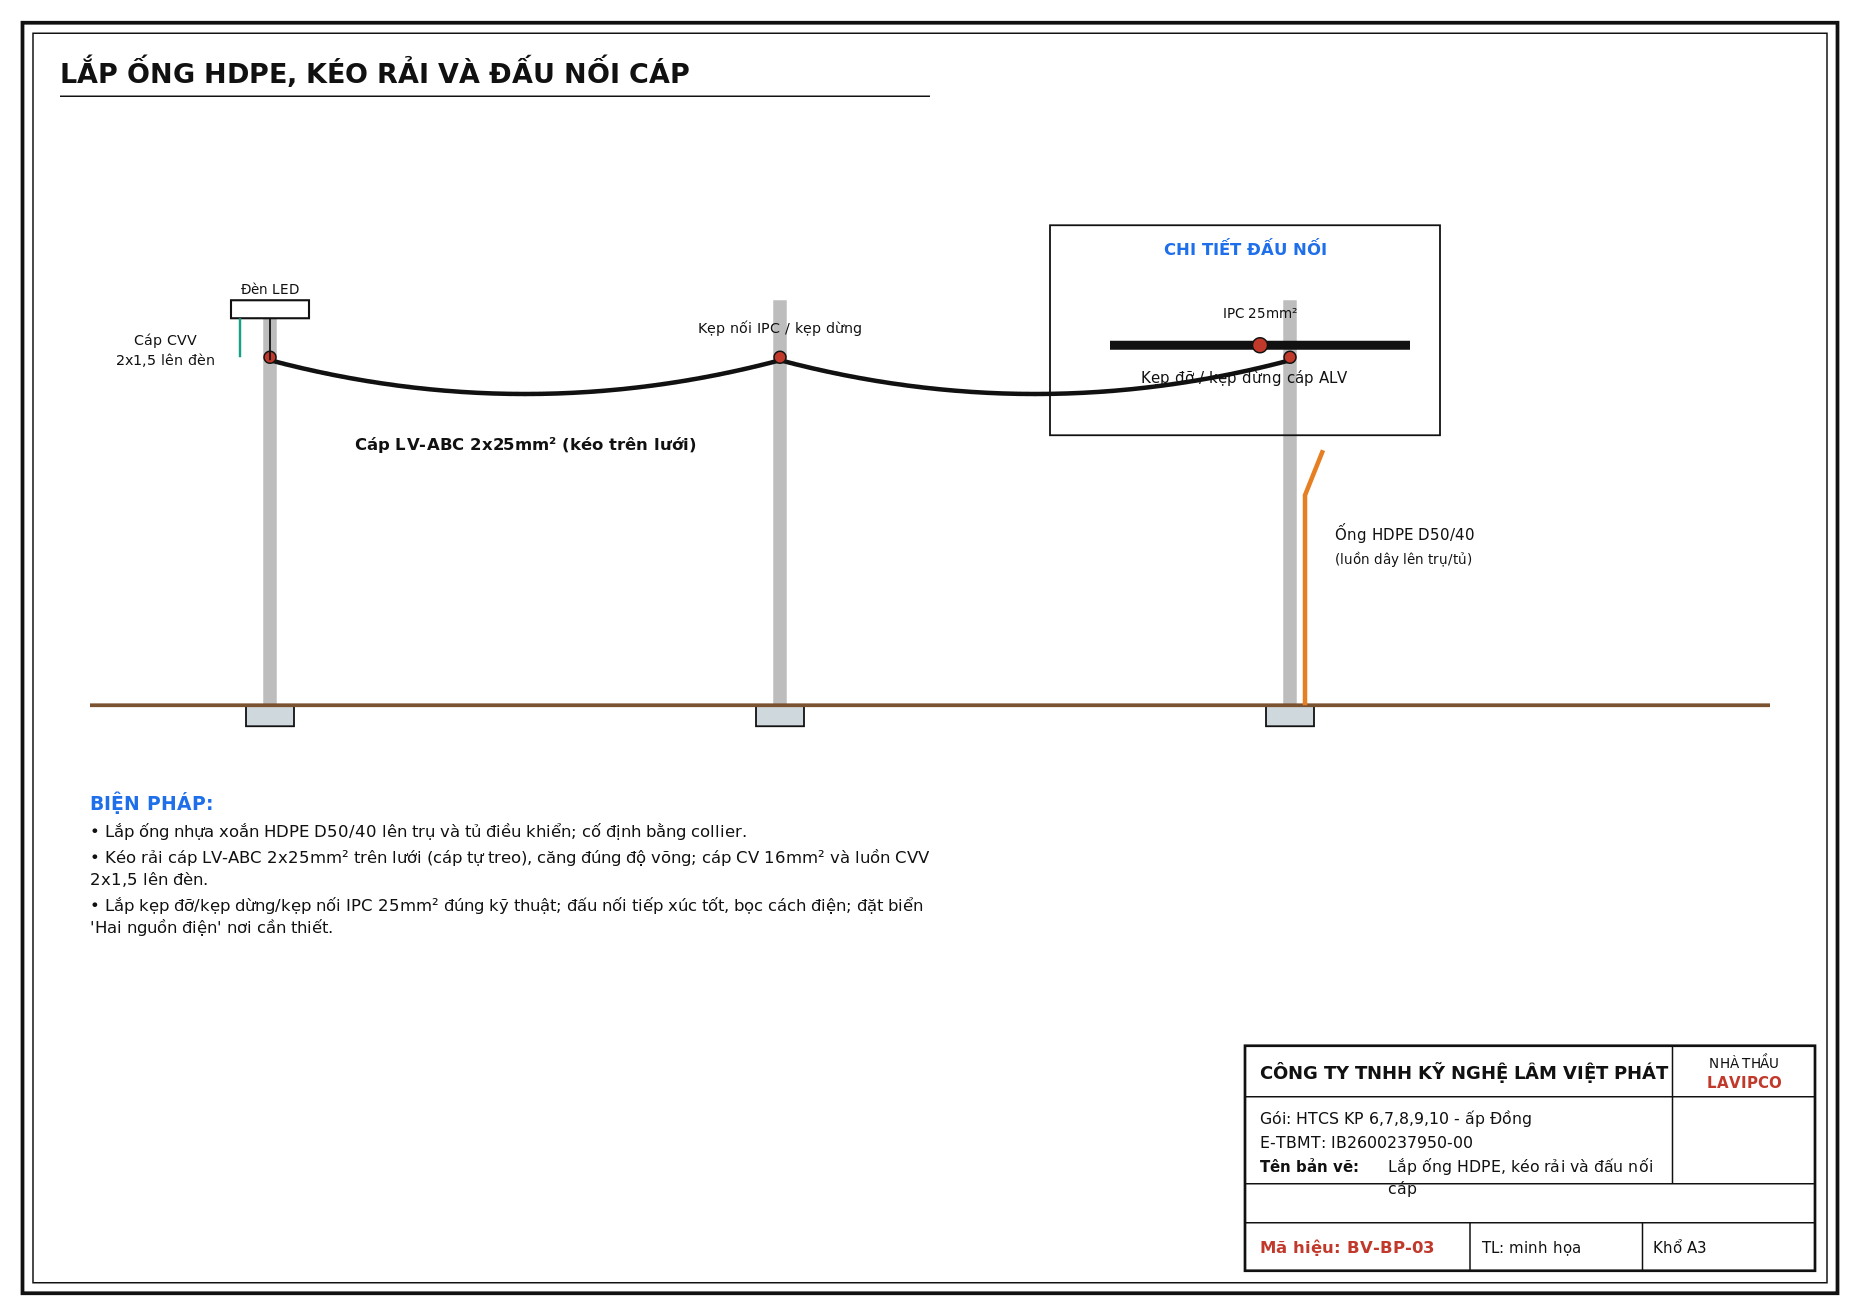 LẮP ỐNG HDPE, KÉO RẢI VÀ ĐẤU NỐI CÁP
CHI TIẾT ĐẤU NỐI
Đèn LED
IPC 25mm²
Kẹp nối IPC / kẹp dừng
Cáp CVV
2x1,5 lên đèn
Kẹp đỡ / kẹp dừng cáp ALV
Cáp LV-ABC 2x25mm² (kéo trên lưới)
Ống HDPE D50/40
(luồn dây lên trụ/tủ)
BIỆN PHÁP:
• Lắp ống nhựa xoắn HDPE D50/40 lên trụ và tủ điều khiển; cố định bằng collier.
• Kéo rải cáp LV-ABC 2x25mm² trên lưới (cáp tự treo), căng đúng độ võng; cáp CV 16mm² và luồn CVV
2x1,5 lên đèn.
• Lắp kẹp đỡ/kẹp dừng/kẹp nối IPC 25mm² đúng kỹ thuật; đấu nối tiếp xúc tốt, bọc cách điện; đặt biển
'Hai nguồn điện' nơi cần thiết.
CÔNG TY TNHH KỸ NGHỆ LÂM VIỆT PHÁT
NHÀ THẦU
LAVIPCO
Gói: HTCS KP 6,7,8,9,10 - ấp Đồng
E-TBMT: IB2600237950-00
Tên bản vẽ: Lắp ống HDPE, kéo rải và đấu nối
cáp
Mã hiệu: BV-BP-03
TL: minh họa
Khổ A3